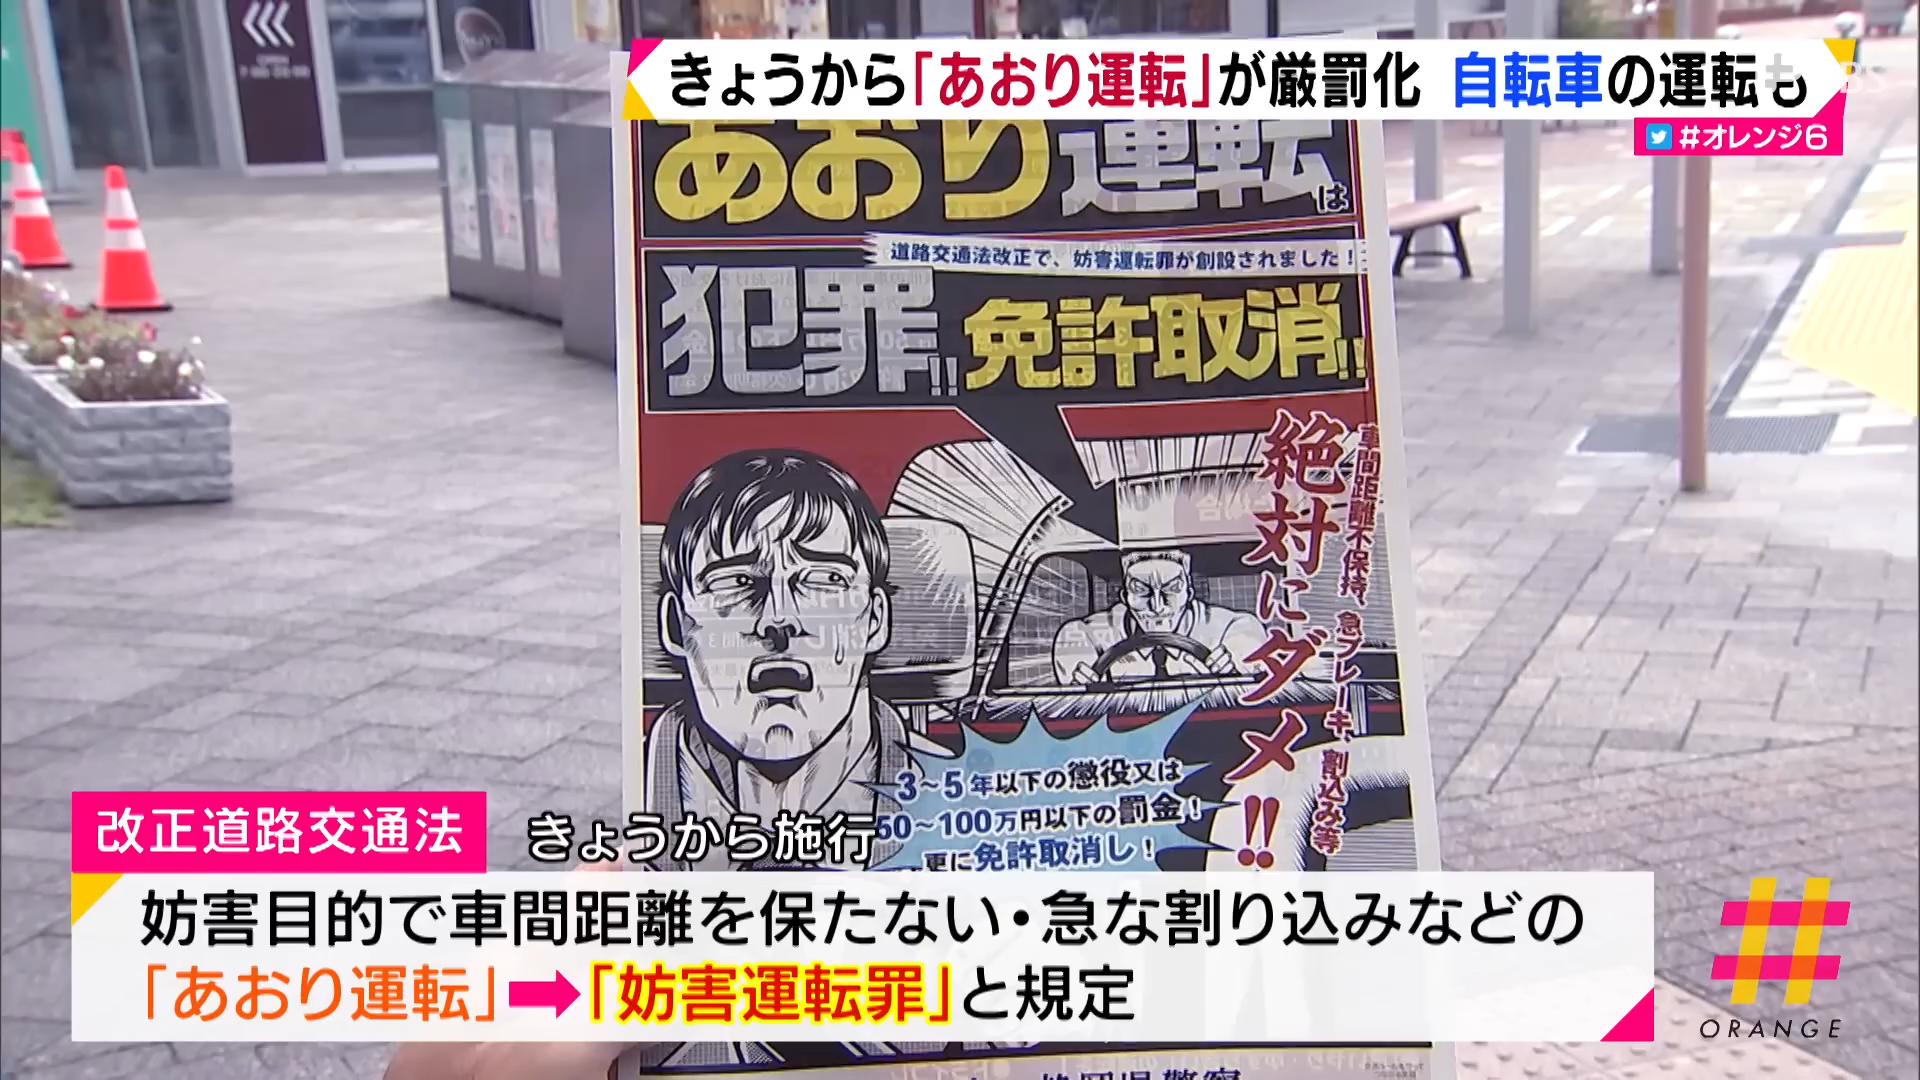 きょうから「あおり運転」が厳罰化 自転車の運転も
#オレンジ6
あおり運転は
道路交通法改正で、妨害運転罪が創設されました!
犯罪!!免許取消!!
車間距離不保持、急ブレーキ、割込み等
絶対にダメ!!
3～5年以下の懲役又は
50～100万円以下の罰金!
更に免許取消し!
改正道路交通法
きょうから施行
妨害目的で車間距離を保たない・急な割り込みなどの
「あおり運転」➡「妨害運転罪」と規定
ORANGE